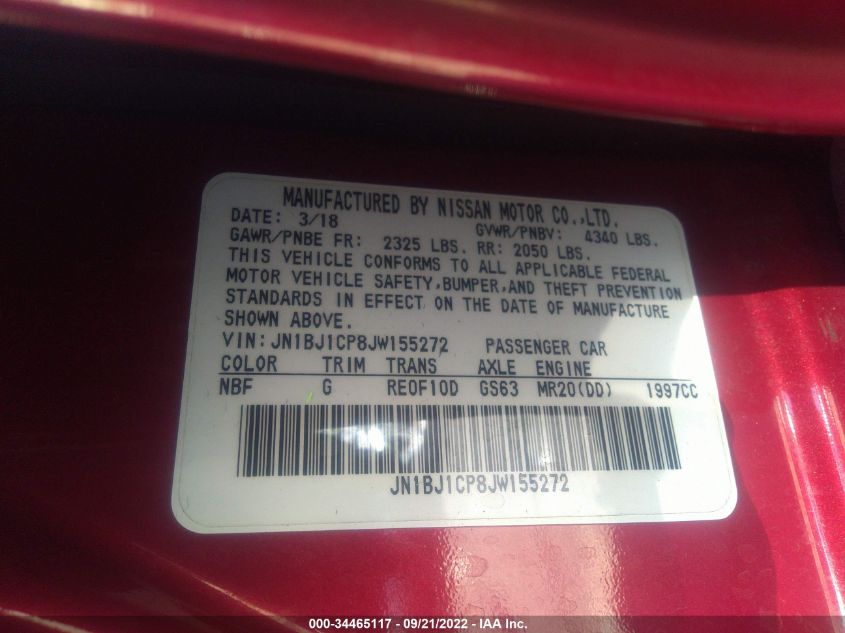 MANUFACTURED BY NISSAN MOTOR CO.,LTD.
DATE: 3/18 GVWR/PNBV: 4340 LBS.
GAWR/PNBE FR: 2325 LBS. RR: 2050 LBS.
THIS VEHICLE CONFORMS TO ALL APPLICABLE FEDERAL
MOTOR VEHICLE SAFETY,BUMPER,AND THEFT PREVENTION
STANDARDS IN EFFECT ON THE DATE OF MANUFACTURE
SHOWN ABOVE.
VIN:JN1BJ1CP8JW155272 PASSENGER CAR
COLOR TRIM TRANS AXLE ENGINE
NBF G RE0F10D GS63 MR20(DD) 1997CC
JN1BJ1CP8JW155272
000-34465117 - 09/21/2022 - IAA Inc.